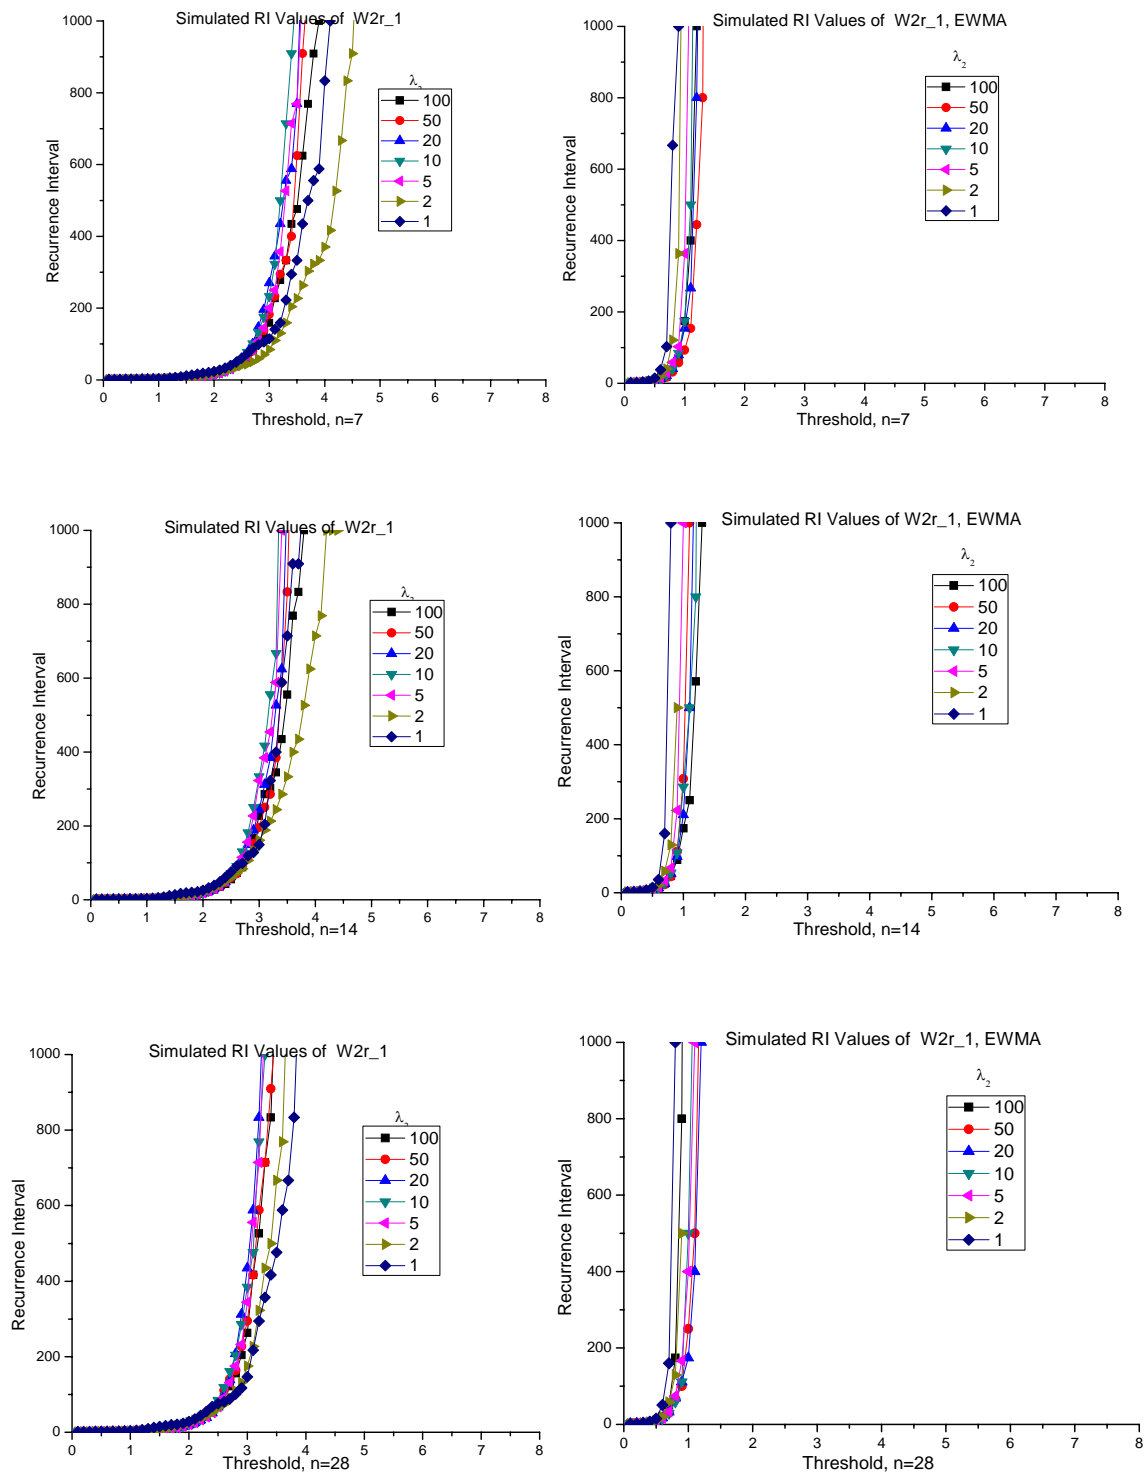 Simulated RI Values of W2r_1
Recurrence Interval
1000
800
600
400
200
0
0 1 2 3 4 5 6 7 8
Threshold, n=7
λ2
100
50
20
10
5
2
1
Simulated RI Values of W2r_1, EWMA
Recurrence Interval
1000
800
600
400
200
0
0 1 2 3 4 5 6 7 8
Threshold, n=7
λ2
100
50
20
10
5
2
1
Simulated RI Values of W2r_1
Recurrence Interval
1000
800
600
400
200
0
0 1 2 3 4 5 6 7 8
Threshold, n=14
λ2
100
50
20
10
5
2
1
Simulated RI Values of W2r_1, EWMA
Recurrence Interval
1000
800
600
400
200
0
0 1 2 3 4 5 6 7 8
Threshold, n=14
λ2
100
50
20
10
5
2
1
Simulated RI Values of W2r_1
Recurrence Interval
1000
800
600
400
200
0
0 1 2 3 4 5 6 7 8
Threshold, n=28
λ2
100
50
20
10
5
2
1
Simulated RI Values of W2r_1, EWMA
Recurrence Interval
1000
800
600
400
200
0
0 1 2 3 4 5 6 7 8
Threshold, n=28
λ2
100
50
20
10
5
2
1